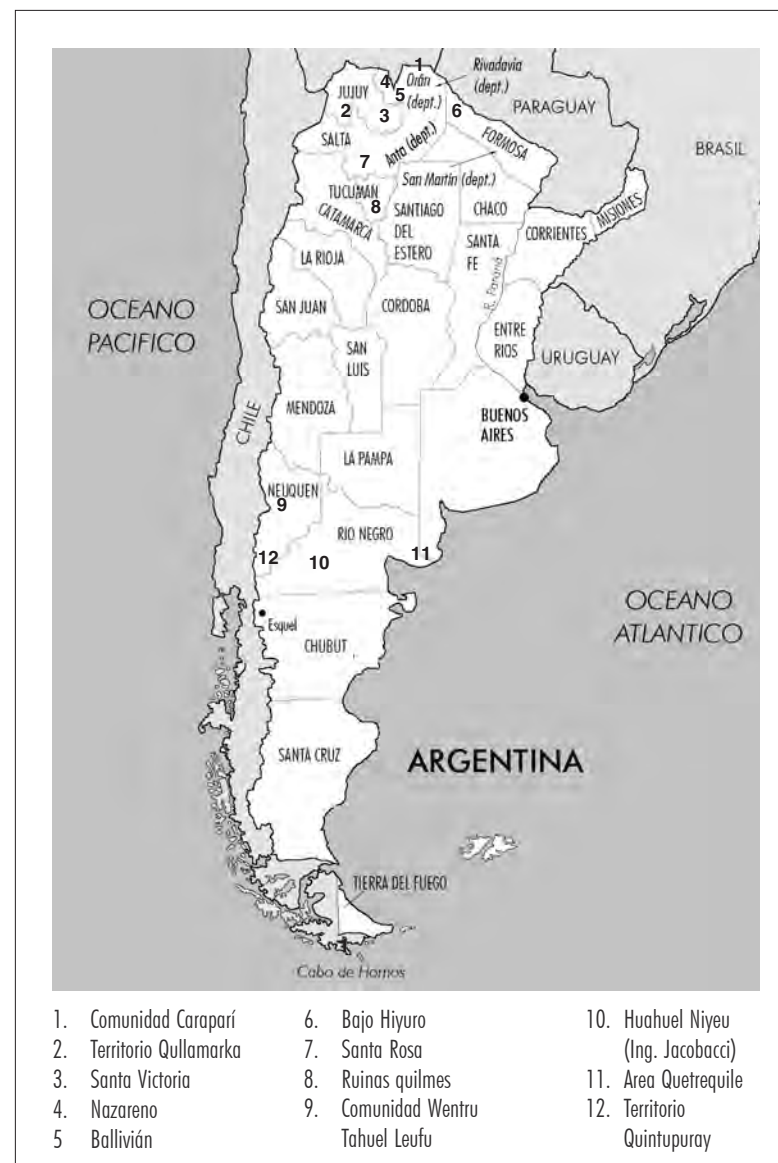 1
Rivadavia
(dept.)
4
Orán
(dept.)
5
JUJUY
2
3
6
PARAGUAY
SALTA
Anta (dept.)
FORMOSA
BRASIL
7
San Martín (dept.)
TUCUMAN
8
CATAMARCA
SANTIAGO
DEL
ESTERO
CHACO
MISIONES
CORRIENTES
SANTA
FE
LA RIOJA
R. Paraná
OCEANO
PACIFICO
SAN JUAN
CORDOBA
ENTRE
RIOS
SAN
LUIS
URUGUAY
CHILE
MENDOZA
BUENOS
AIRES
LA PAMPA
NEUQUEN
9
RIO NEGRO
12
10
11
Esquel
CHUBUT
OCEANO
ATLANTICO
SANTA CRUZ
ARGENTINA
TIERRA DEL FUEGO
Cabo de Hornos
1. Comunidad Caraparí
2. Territorio Qullamarka
3. Santa Victoria
4. Nazareno
5 Ballivián
6. Bajo Hiyuro
7. Santa Rosa
8. Ruinas quilmes
9. Comunidad Wentru
Tahuel Leufu
10. Huahuel Niyeu
(Ing. Jacobacci)
11. Area Quetrequile
12. Territorio
Quintupuray